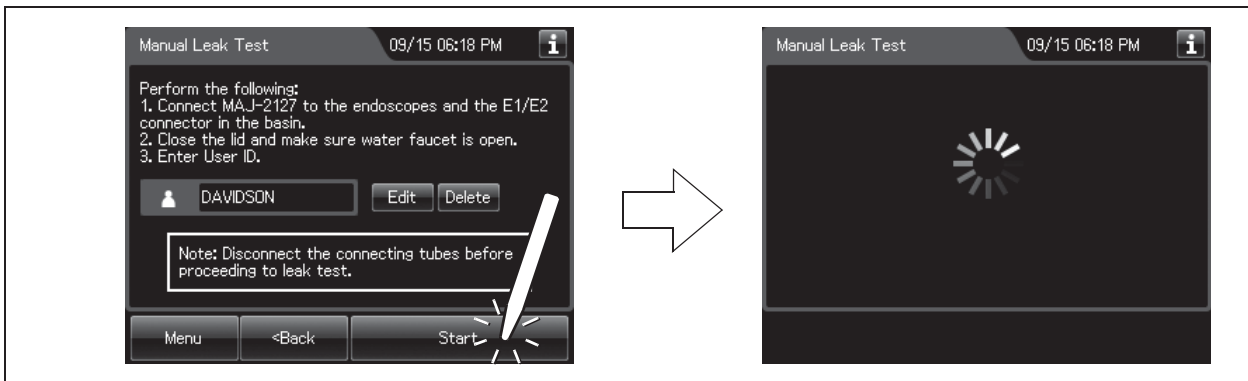 Manual Leak Test 09/15 06:18 PM i
Perform the following:
1. Connect MAJ-2127 to the endoscopes and the E1/E2
connector in the basin.
2. Close the lid and make sure water faucet is open.
3. Enter User ID.
DAVIDSON Edit Delete
Note: Disconnect the connecting tubes before
proceeding to leak test.
Menu <Back Start
Manual Leak Test 09/15 06:18 PM i